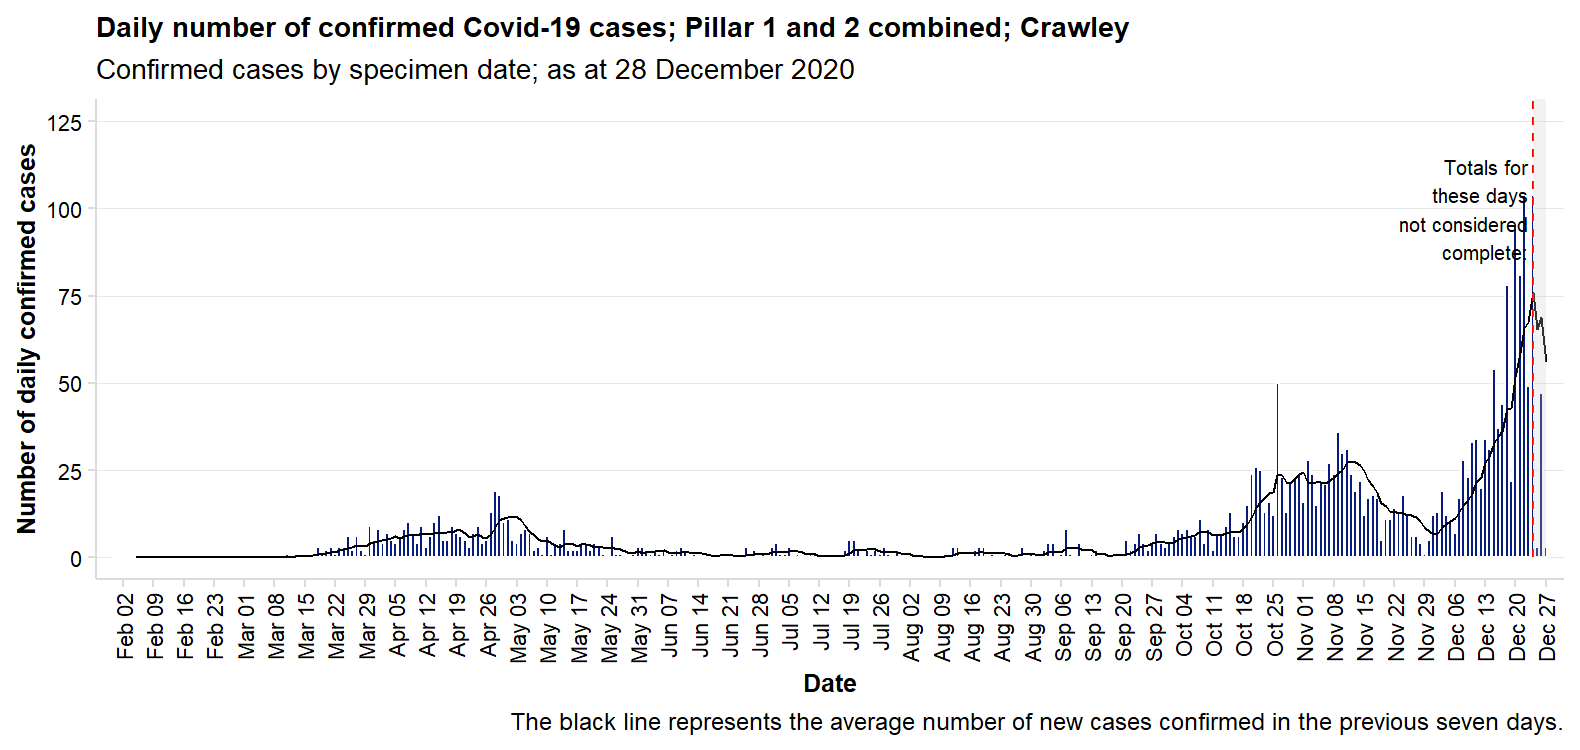 Daily number of confirmed Covid-19 cases; Pillar 1 and 2 combined; Crawley
Confirmed cases by specimen date; as at 28 December 2020
Number of daily confirmed cases
125
100
75
50
25
0
Totals for
these days
not considered
complete.
Feb 02
Feb 09
Feb 16
Feb 23
Mar 01
Mar 08
Mar 15
Mar 22
Mar 29
Apr 05
Apr 12
Apr 19
Apr 26
May 03
May 10
May 17
May 24
May 31
Jun 07
Jun 14
Jun 21
Jun 28
Jul 05
Jul 12
Jul 19
Jul 26
Aug 02
Aug 09
Aug 16
Aug 23
Aug 30
Sep 06
Sep 13
Sep 20
Sep 27
Oct 04
Oct 11
Oct 18
Oct 25
Nov 01
Nov 08
Nov 15
Nov 22
Nov 29
Dec 06
Dec 13
Dec 20
Dec 27
Date
The black line represents the average number of new cases confirmed in the previous seven days.